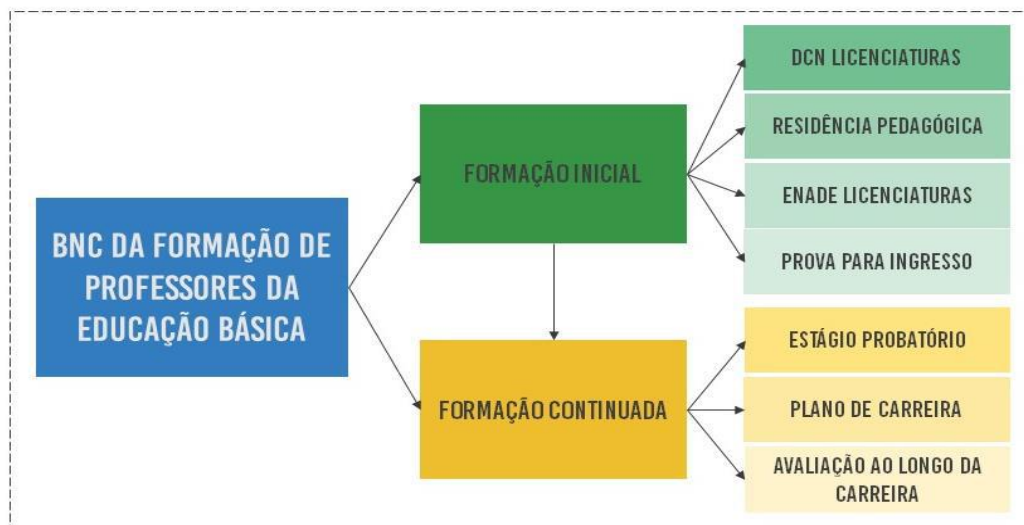 BNC DA FORMAÇÃO DE
PROFESSORES DA
EDUCAÇÃO BÁSICA
FORMAÇÃO INICIAL
DCN LICENCIATURAS
RESIDÊNCIA PEDAGÓGICA
ENADE LICENCIATURAS
PROVA PARA INGRESSO
FORMAÇÃO CONTINUADA
ESTÁGIO PROBATÓRIO
PLANO DE CARREIRA
AVALIAÇÃO AO LONGO DA
CARREIRA